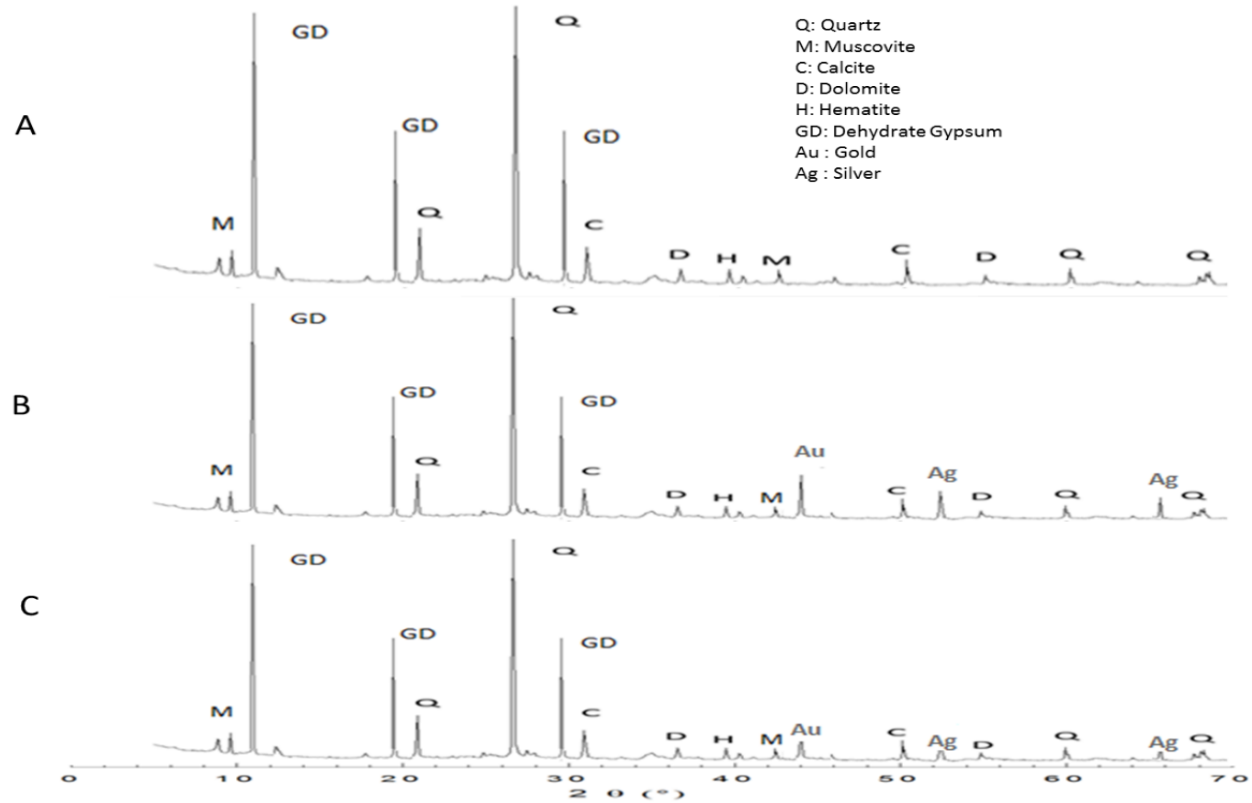 Q: Quartz
M: Muscovite
C: Calcite
D: Dolomite
H: Hematite
GD: Dehydrate Gypsum
Au : Gold
Ag : Silver
A
M GD GD Q Q GD C D H M C D Q Q
B
M GD GD Q Q GD C D H M Au C Ag D Q Ag Q
C
M GD GD Q Q GD C D H M Au C Ag D Q Ag Q
0 10 20 30 40 50 60 70
2 θ (°)